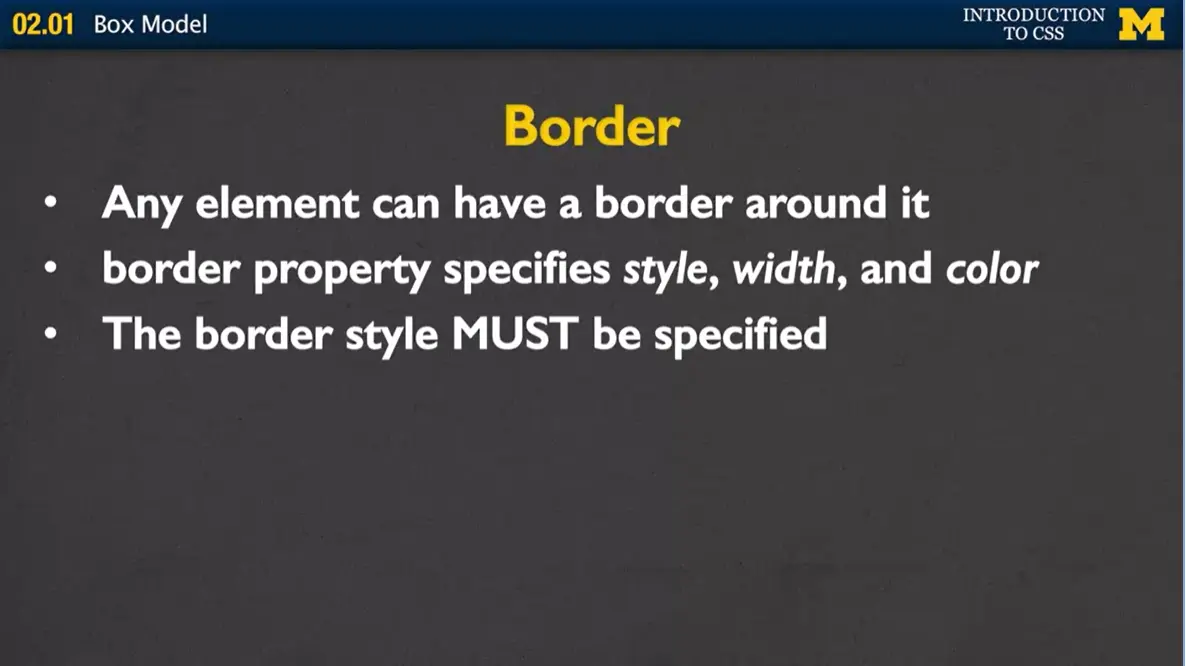 02.01 Box Model
INTRODUCTION
TO CSS
M
Border
• Any element can have a border around it
• border property specifies style, width, and color
• The border style MUST be specified